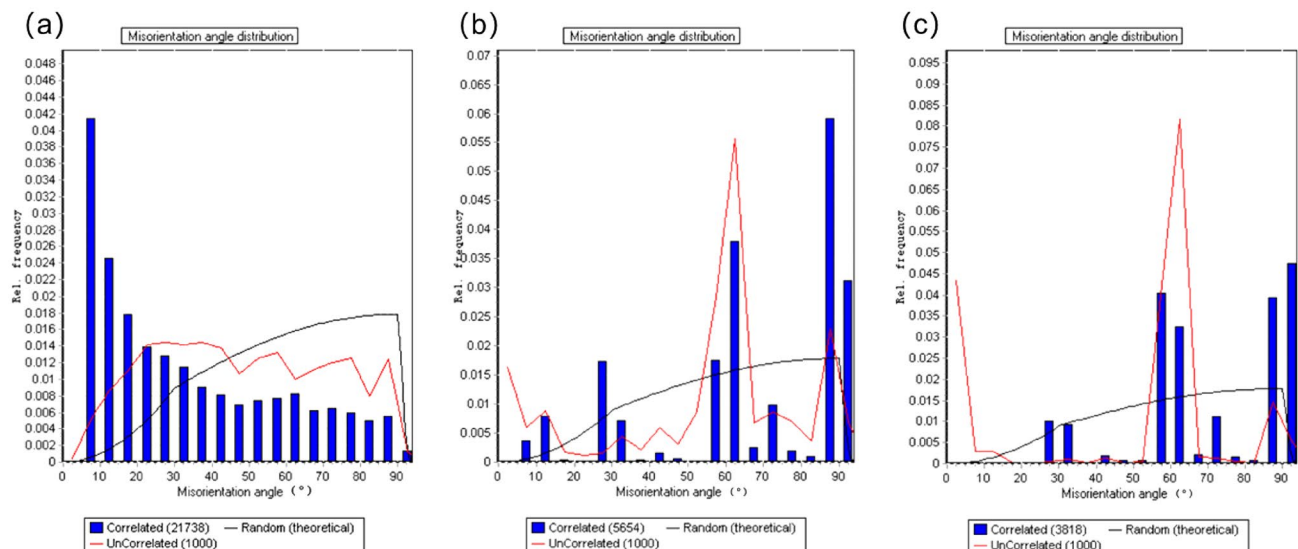 (a)
Misorientation angle distribution
0.048
0.046
0.044
0.042
0.04
0.038
0.036
0.034
0.032
0.03
0.028
0.026
0.024
0.022
0.02
0.018
0.016
0.014
0.012
0.01
0.008
0.006
0.004
0.002
0
Rel. frequency
0 10 20 30 40 50 60 70 80 90
Misorientation angle (°)
Correlated (21738) Random (theoretical)
UnCorrelated (1000)
(b)
Misorientation angle distribution
0.07
0.065
0.06
0.055
0.05
0.045
0.04
0.035
0.03
0.025
0.02
0.015
0.01
0.005
0
Rel. frequency
0 10 20 30 40 50 60 70 80 90
Misorientation angle (°)
Correlated (5654) Random (theoretical)
UnCorrelated (1000)
(c)
Misorientation angle distribution
0.095
0.09
0.085
0.08
0.075
0.07
0.065
0.06
0.055
0.05
0.045
0.04
0.035
0.03
0.025
0.02
0.015
0.01
0.005
0
Rel. frequency
0 10 20 30 40 50 60 70 80 90
Misorientation angle (°)
Correlated (3818) Random (theoretical)
UnCorrelated (1000)